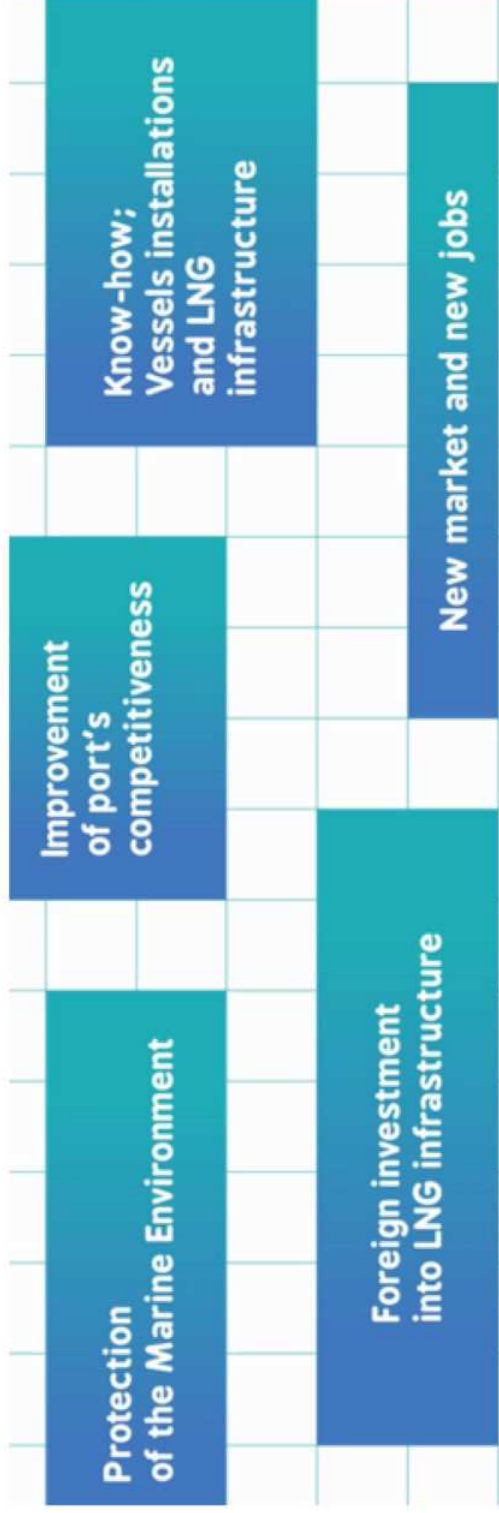 Protection
of the Marine Environment
Improvement
of port's
competitiveness
Know-how;
Vessels installations
and LNG
infrastructure
Foreign investment
into LNG infrastructure
New market and new jobs